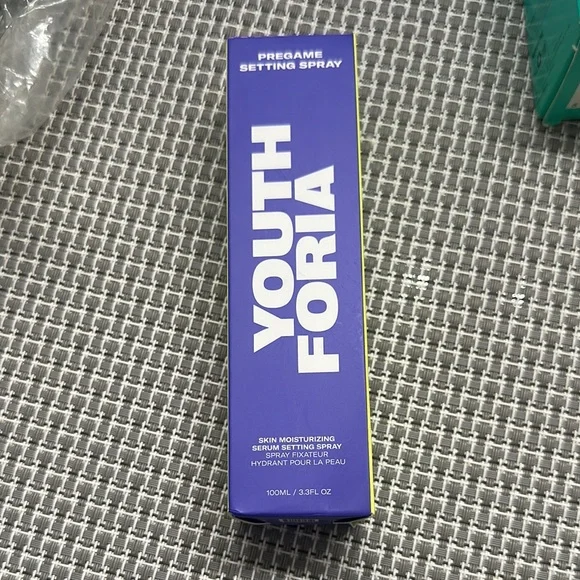 PREGAME
SETTING SPRAY
YOUTH
FORIA
SKIN MOISTURIZING
SERUM SETTING SPRAY
SPRAY FIXATEUR
HYDRANT POUR LA PEAU
100ML / 3.3FL OZ